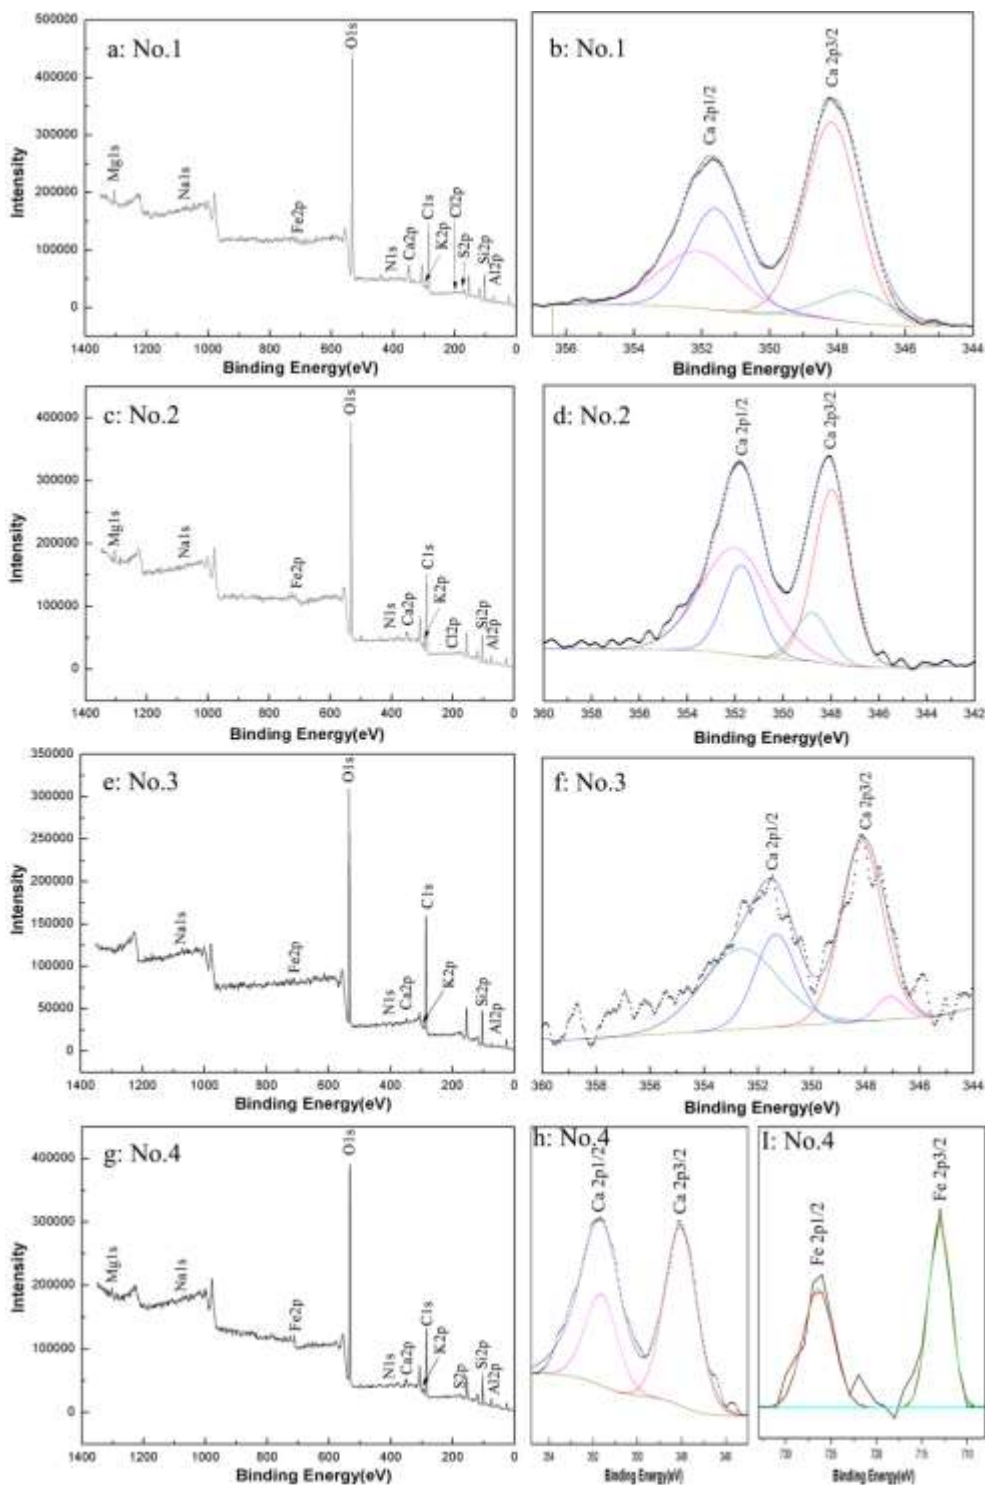 a: No.1
O1s
Mg1s
Na1s
Fe2p
N1s
Ca2p
C1s
K2p
Cl2p
S2p
Si2p
Al2p
Intensity
500000
400000
300000
200000
100000
0
1400 1200 1000 800 600 400 200 0
Binding Energy(eV)
b: No.1
Ca 2p1/2
Ca 2p3/2
356 354 352 350 348 346 344
Binding Energy(eV)
c: No.2
O1s
Mg1s
Na1s
Fe2p
N1s
Ca2p
C1s
K2p
Cl2p
Si2p
Al2p
Intensity
400000
300000
200000
100000
0
1400 1200 1000 800 600 400 200 0
Binding Energy(eV)
d: No.2
Ca 2p1/2
Ca 2p3/2
360 358 356 354 352 350 348 346 344 342
Binding Energy(eV)
e: No.3
O1s
Na1s
Fe2p
N1s
Ca2p
C1s
K2p
Si2p
Al2p
Intensity
350000
300000
250000
200000
150000
100000
50000
0
1400 1200 1000 800 600 400 200 0
Binding Energy(eV)
f: No.3
Ca 2p1/2
Ca 2p3/2
360 358 356 354 352 350 348 346 344
Binding Energy(eV)
g: No.4
O1s
Mg1s
Na1s
Fe2p
N1s
Ca2p
C1s
K2p
S2p
Si2p
Al2p
Intensity
400000
300000
200000
100000
0
1400 1200 1000 800 600 400 200 0
Binding Energy(eV)
h: No.4
Ca 2p1/2
Ca 2p3/2
Binding Energy(eV)
I: No.4
Fe 2p1/2
Fe 2p3/2
Binding Energy(eV)